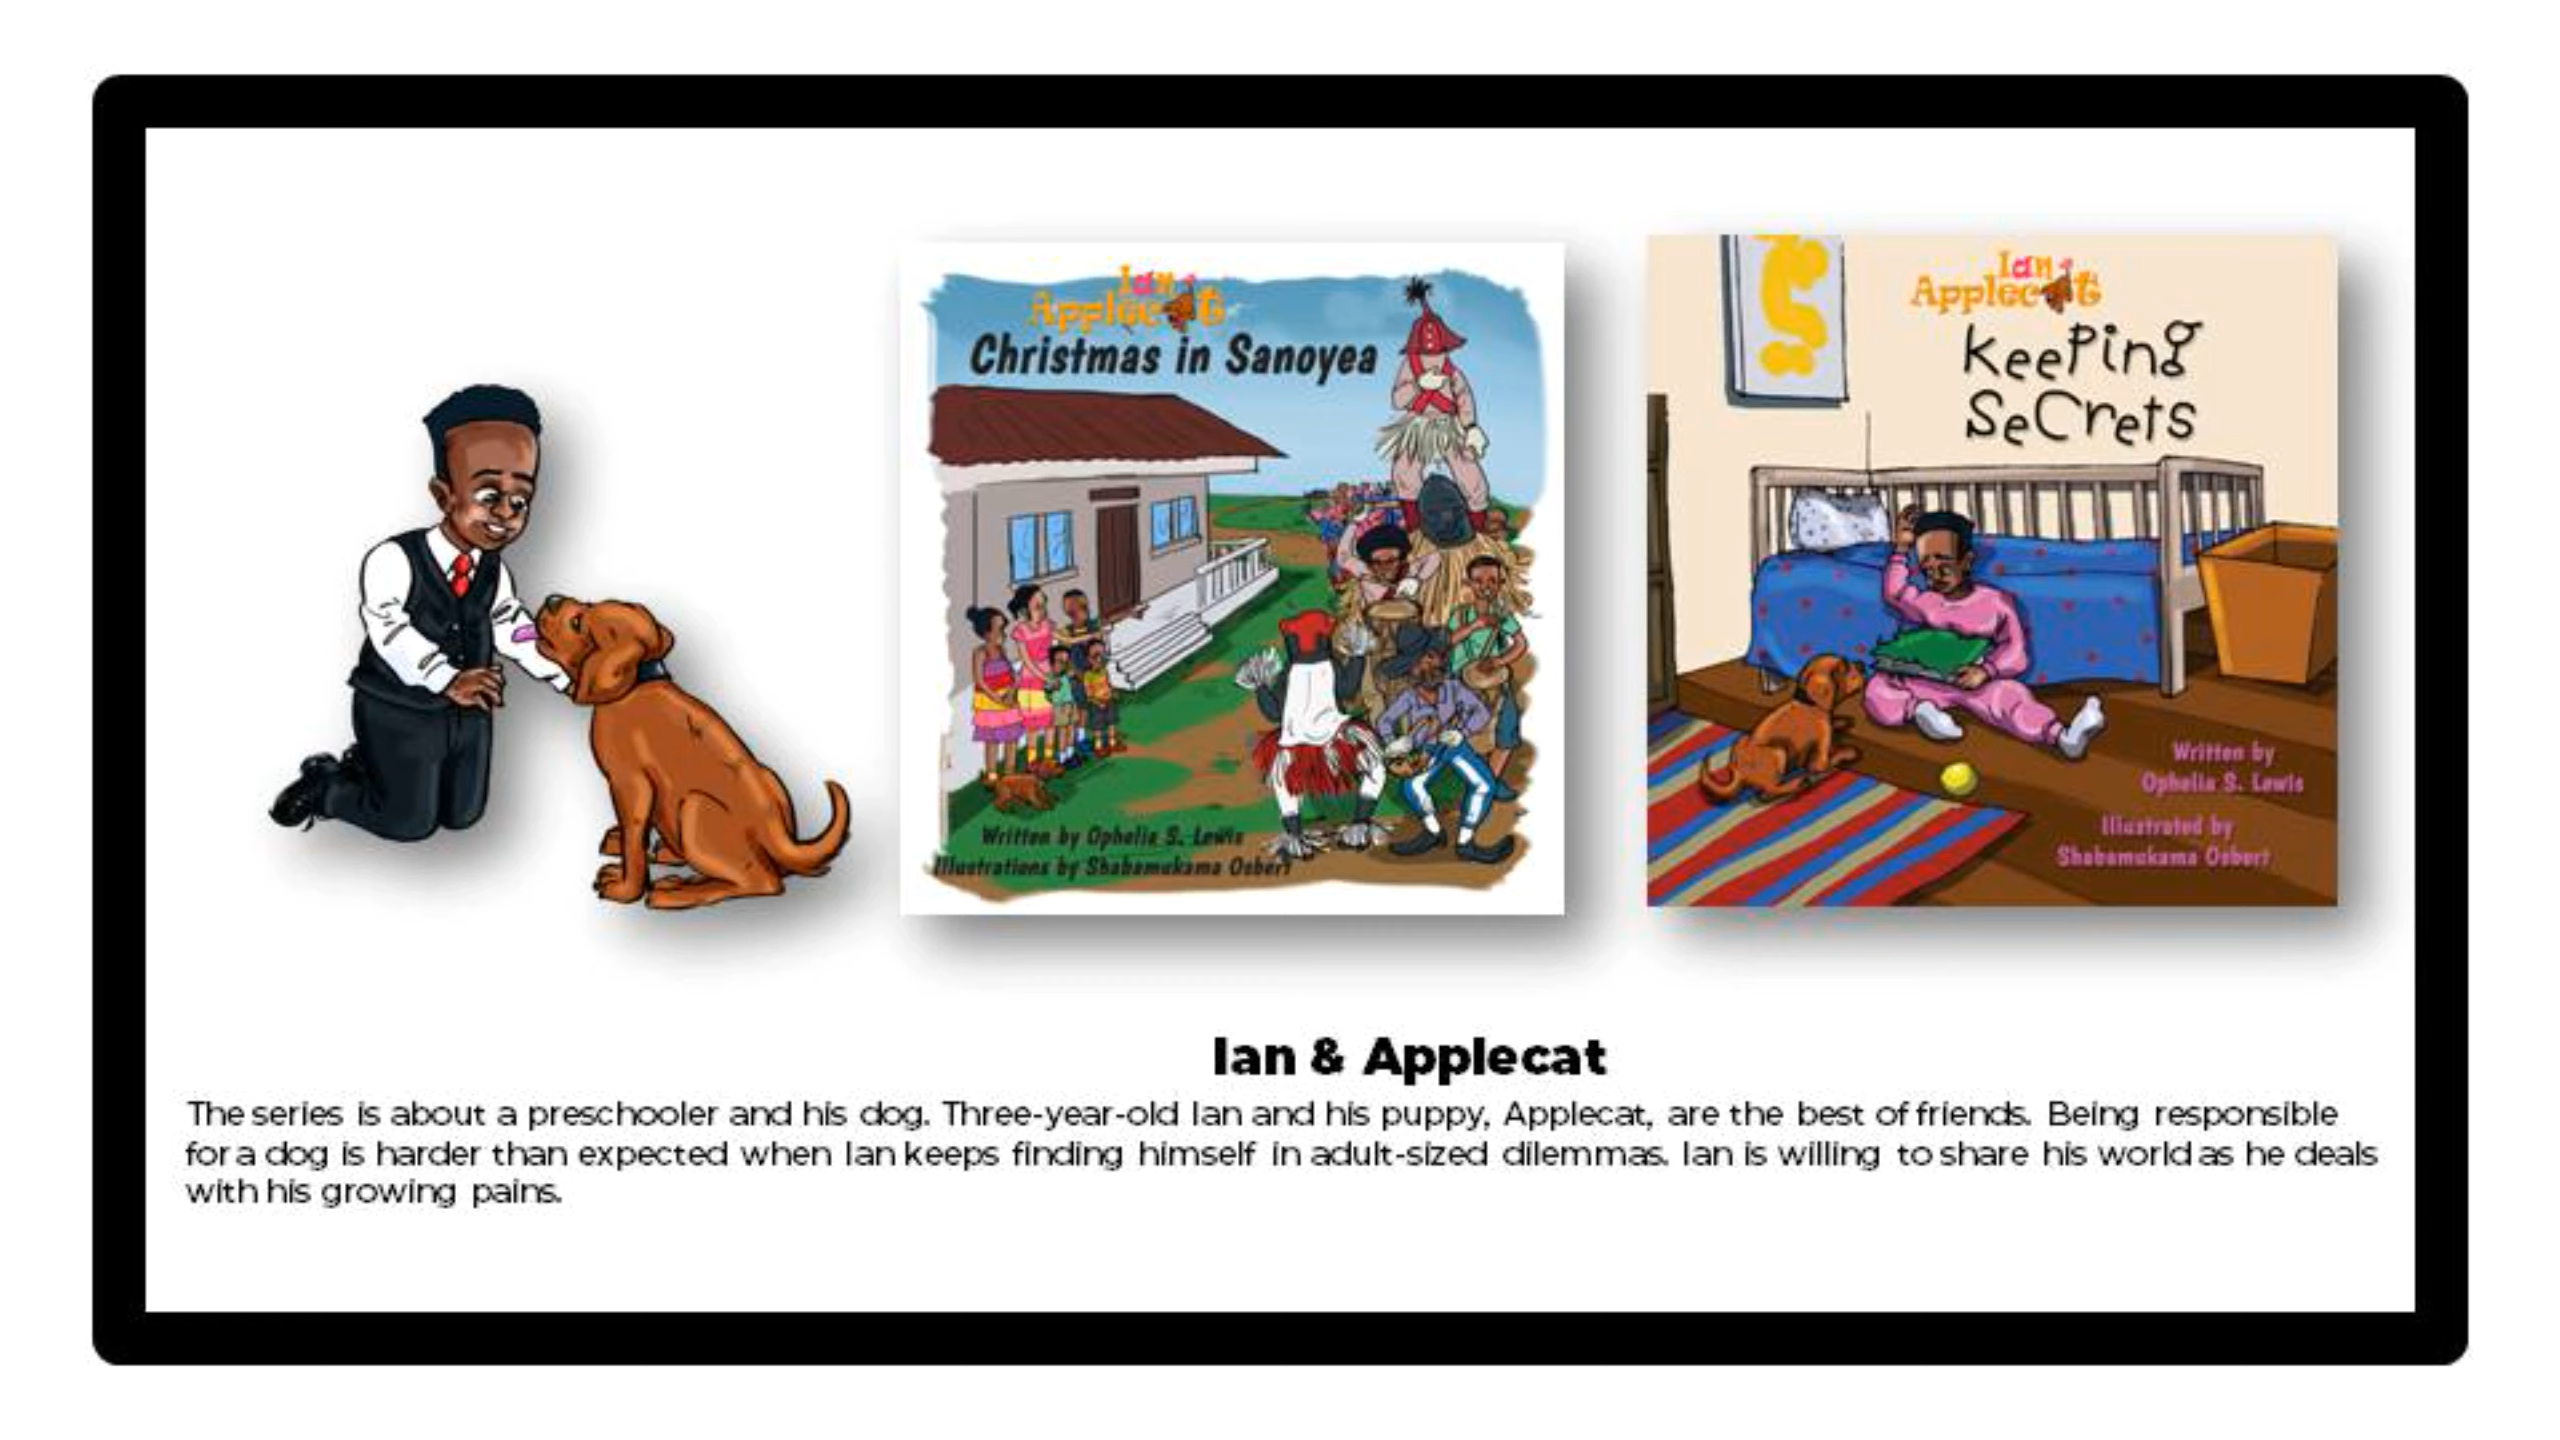 Ian
Applecat
Christmas in Sanoyea
Written by Ophelia S. Lewis
Illustrations by Shabamukama Osbert
Ian
Applecat
Keeping
Secrets
Written by
Ophelia S. Lewis
Illustrated by
Shabamukama Osbert
Ian & Applecat
The series is about a preschooler and his dog. Three-year-old Ian and his puppy, Applecat, are the best of friends. Being responsible
for a dog is harder than expected when Ian keeps finding himself in adult-sized dilemmas. Ian is willing to share his world as he deals
with his growing pains.